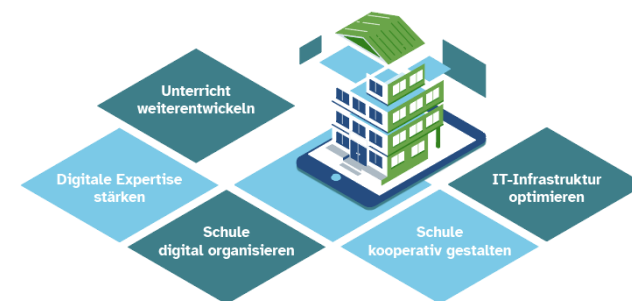 Unterricht
weiterentwickeln
Digitale Expertise
stärken
Schule
digital organisieren
Schule
kooperativ gestalten
IT-Infrastruktur
optimieren